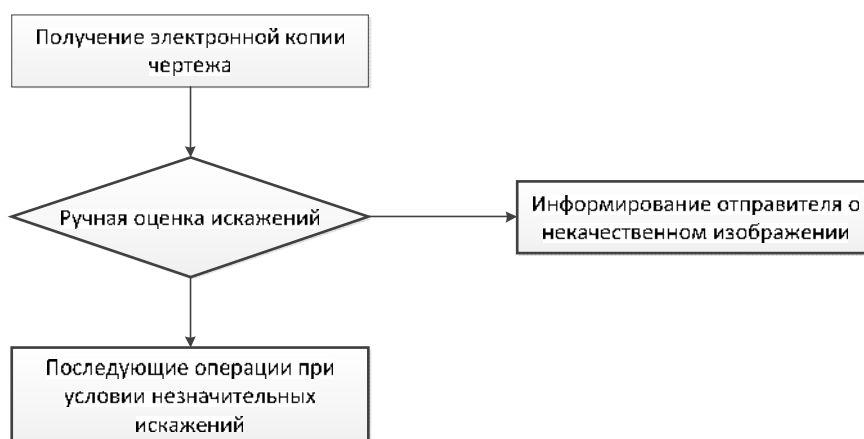 Получение электронной копии
чертежа
Ручная оценка искажений
Информирование отправителя о
некачественном изображении
Последующие операции при
условии незначительных
искажений